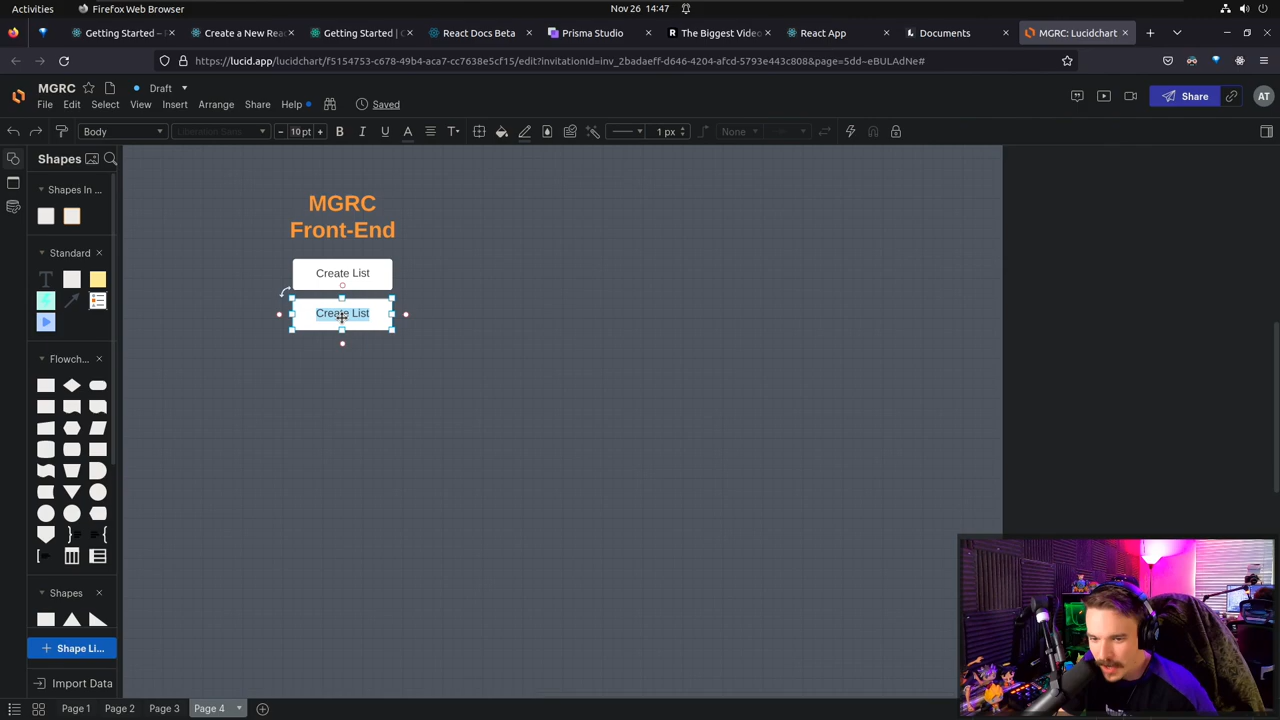 Activities
Firefox Web Browser
Nov 26 14:47
Getting Started –
Create a New Rea
Getting Started | C
React Docs Beta
Prisma Studio
The Biggest Video
React App
Documents
MGRC: Lucidchart
https://lucid.app/lucidchart/f5154753-c678-49b4-aca7-cc7638e5cf15/edit?invitationId=inv_2badaeff-d646-4204-afcd-5793e443c808&page=5dd~eBULAdNe#
MGRC
Draft
File Edit Select View Insert Arrange Share Help
Saved
Share
AT
Body
Liberation Sans
10 pt
B I U A
T
1 px
None
Shapes
Shapes In ...
Standard
T
Flowch...
Shapes
Shape Li...
Import Data
MGRC
Front-End
Create List
Create List
Page 1 Page 2 Page 3 Page 4